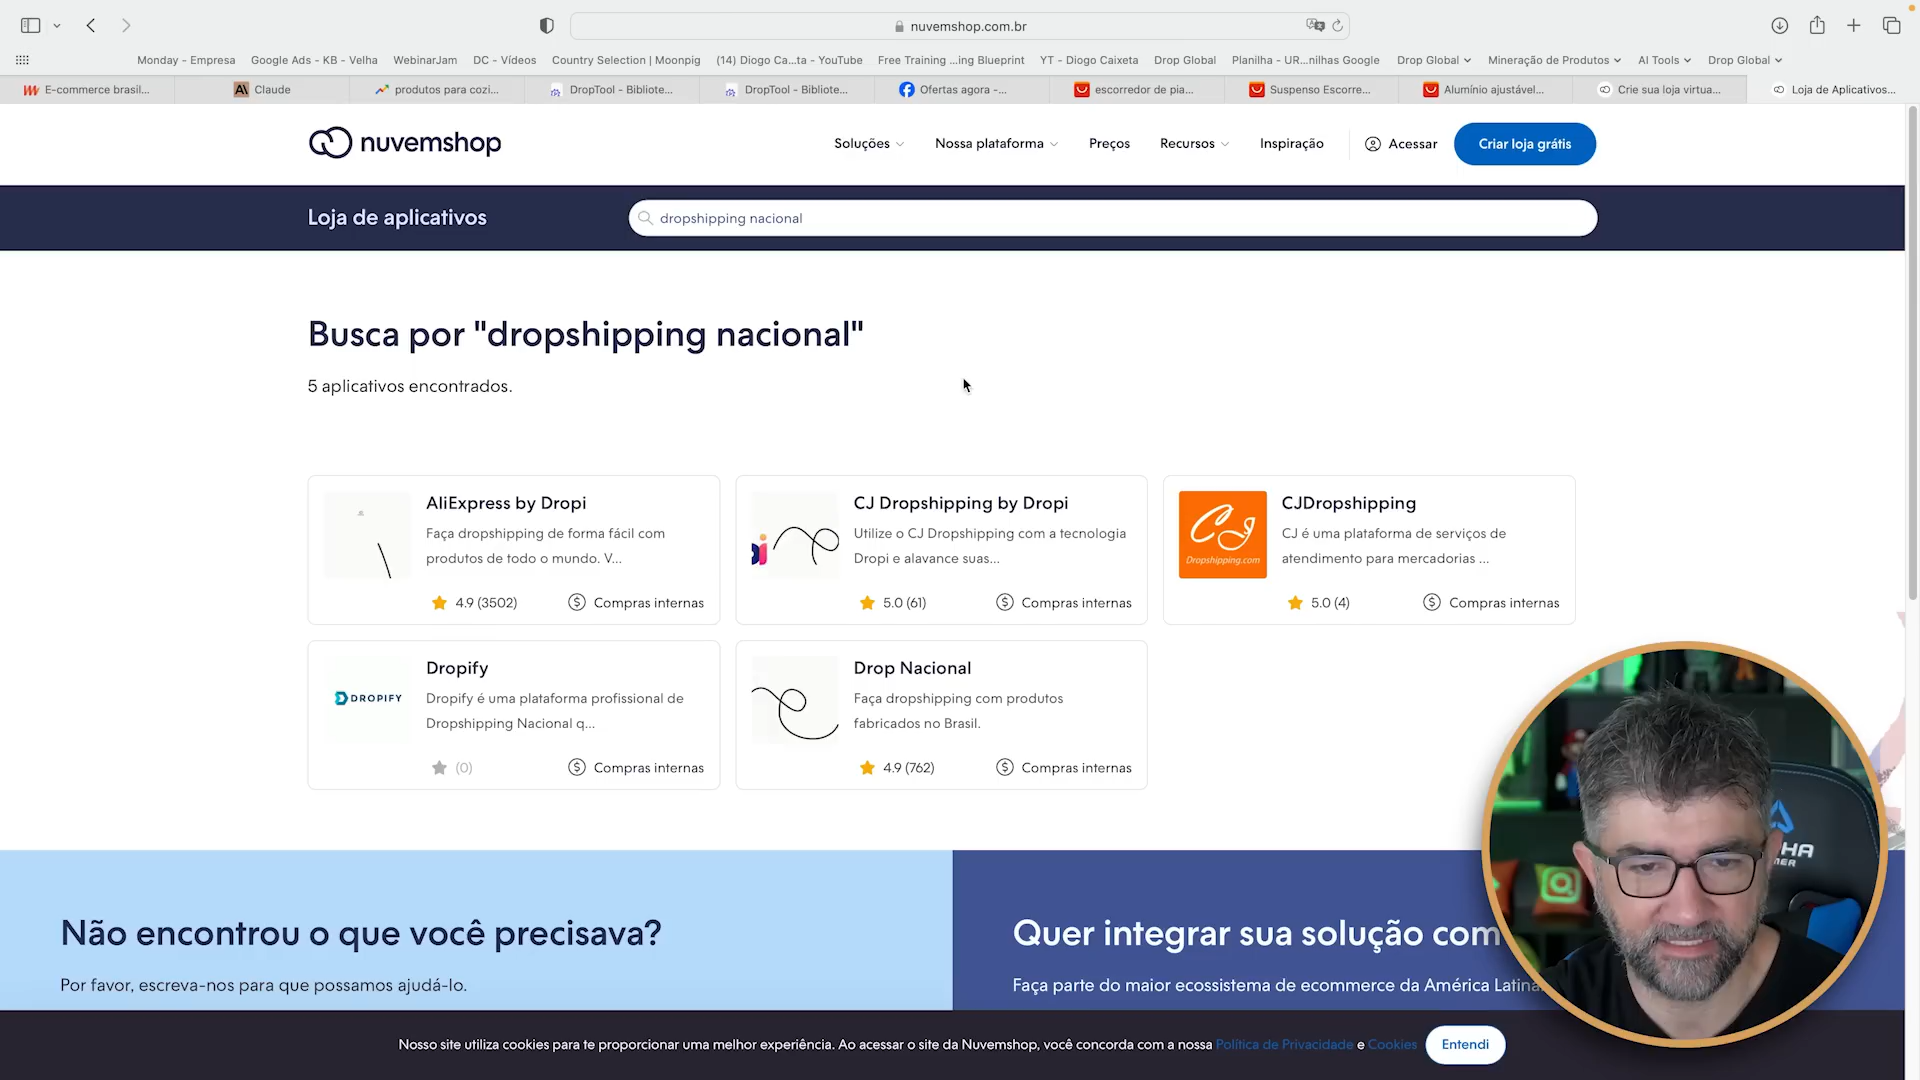 nuvemshop.com.br
Monday - Empresa
Google Ads - KB - Velha
WebinarJam
DC - Vídeos
Country Selection | Moonpig
(14) Diogo Ca...ta - YouTube
Free Training ...ing Blueprint
YT - Diogo Caixeta
Drop Global
Planilha - UR...nilhas Google
Drop Global
Mineração de Produtos
AI Tools
Drop Global
E-commerce brasil...
Claude
produtos para cozi...
DropTool - Bibliote...
DropTool - Bibliote...
Ofertas agora -...
escorredor de pia...
Suspenso Escorre...
Alumínio ajustável...
Crie sua loja virtua...
Loja de Aplicativos...
nuvemshop
Soluções
Nossa plataforma
Preços
Recursos
Inspiração
Acessar
Criar loja grátis
Loja de aplicativos
dropshipping nacional
Busca por "dropshipping nacional"
5 aplicativos encontrados.
AliExpress by Dropi
Faça dropshipping de forma fácil com
produtos de todo o mundo. V...
4.9 (3502)
Compras internas
CJ Dropshipping by Dropi
Utilize o CJ Dropshipping com a tecnologia
Dropi e alavance suas...
5.0 (61)
Compras internas
CJ
Dropshipping.com
CJDropshipping
CJ é uma plataforma de serviços de
atendimento para mercadorias ...
5.0 (4)
Compras internas
DROPIFY
Dropify
Dropify é uma plataforma profissional de
Dropshipping Nacional q...
(0)
Compras internas
Drop Nacional
Faça dropshipping com produtos
fabricados no Brasil.
4.9 (762)
Compras internas
Não encontrou o que você precisava?
Por favor, escreva-nos para que possamos ajudá-lo.
Quer integrar sua solução com
Faça parte do maior ecossistema de ecommerce da América Latina
Nosso site utiliza cookies para te proporcionar uma melhor experiência. Ao acessar o site da Nuvemshop, você concorda com a nossa Política de Privacidade e Cookies
Entendi